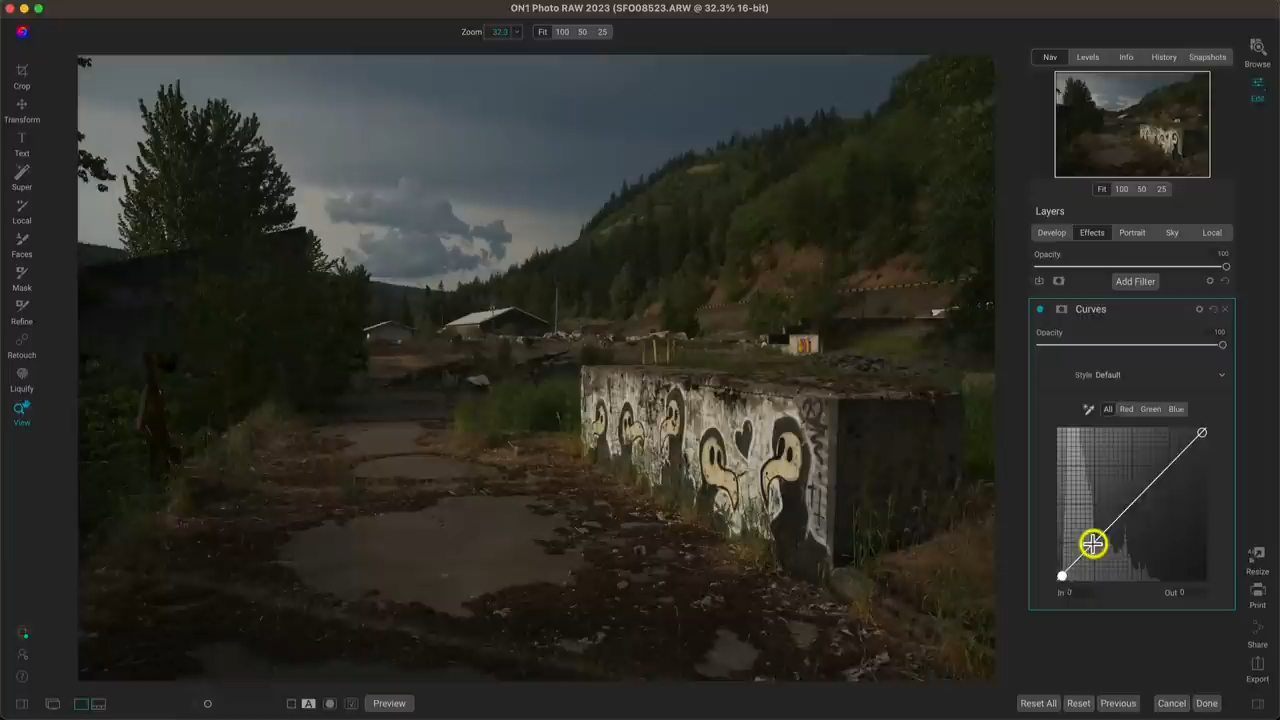 ON1 Photo RAW 2023 (SFO08523.ARW @ 32.3% 16-bit)
Zoom 32.3 Fit 100 50 25
Crop
Transform
Text
Super
Local
Faces
Mask
Refine
Retouch
Liquify
View
Nav Levels Info History Snapshots
Browse
Edit
Fit 100 50 25
Layers
Develop Effects Portrait Sky Local
Opacity 100
Add Filter
Curves
Opacity 100
Style Default
All Red Green Blue
In 0 Out 0
Resize
Print
Share
Export
A Preview
Reset All Reset Previous Cancel Done